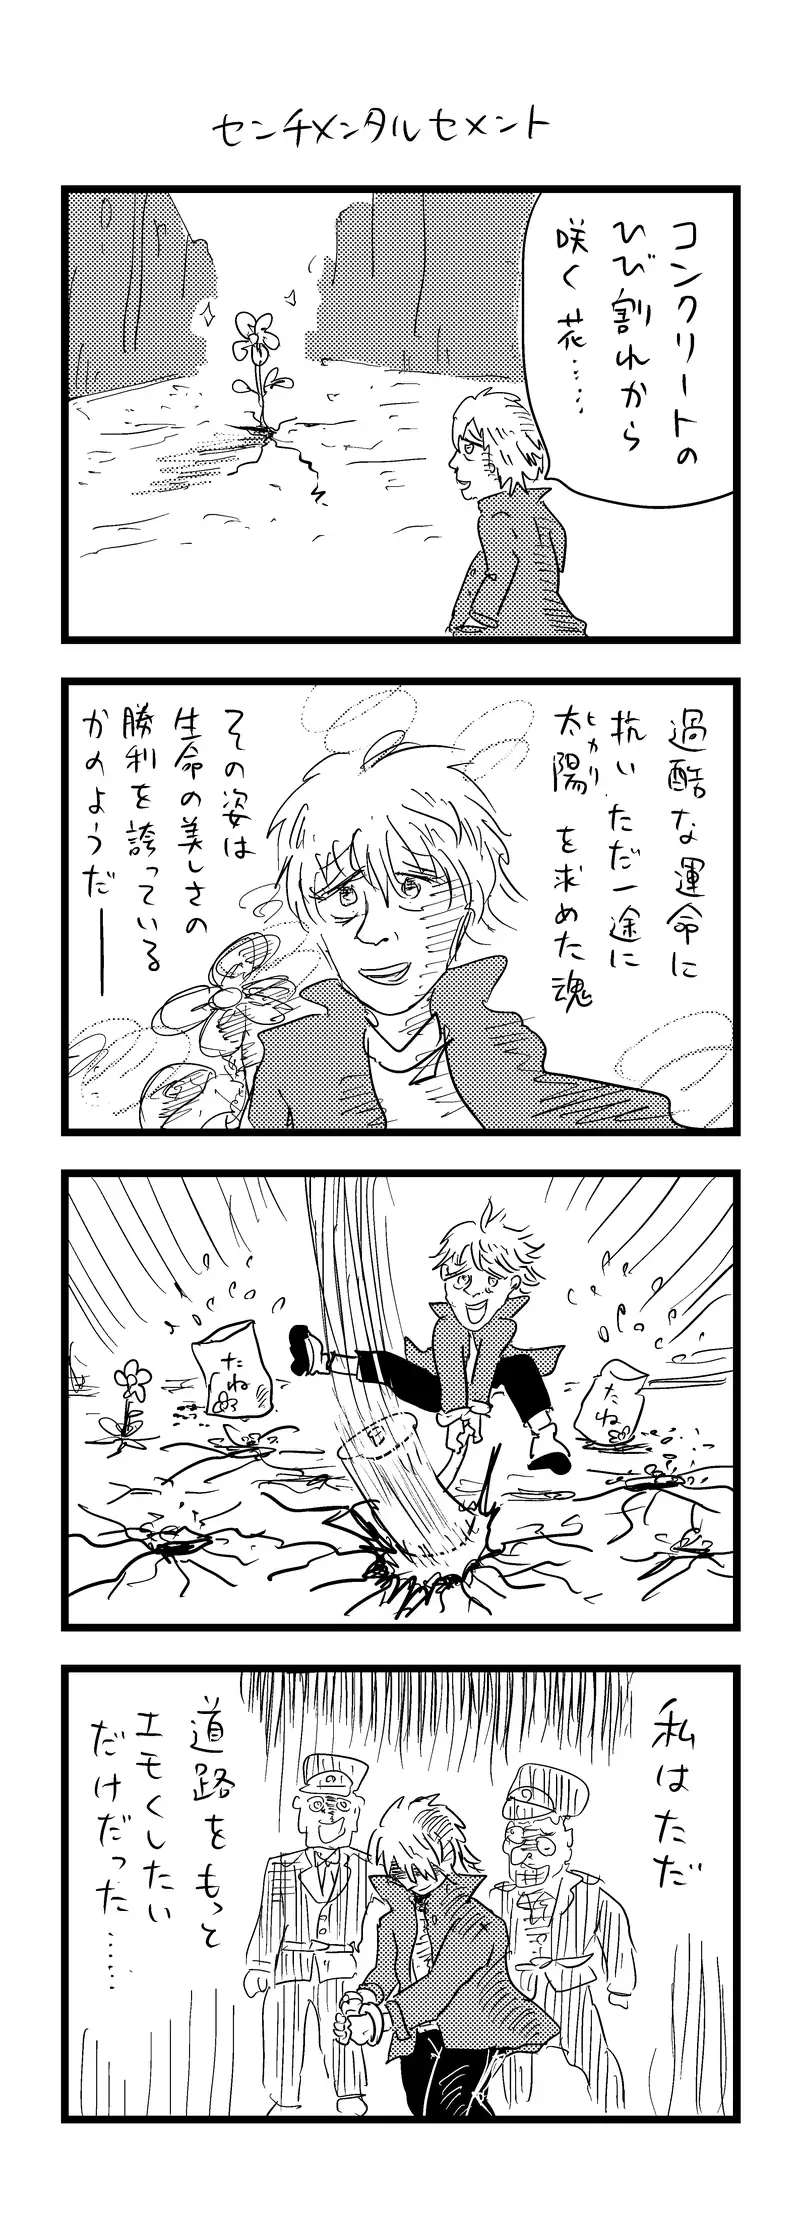 センチメンタルセメント
コンクリートの
ひび割れから
咲く花……
過酷な運命に
抗いただ一途に
太陽を求めた魂
ヒカリ
その姿は
生命の美しさの
勝利を誇っている
かのようだ――
たね
たね
私はただ
道路をもっと
エモくしたい
だけだった……